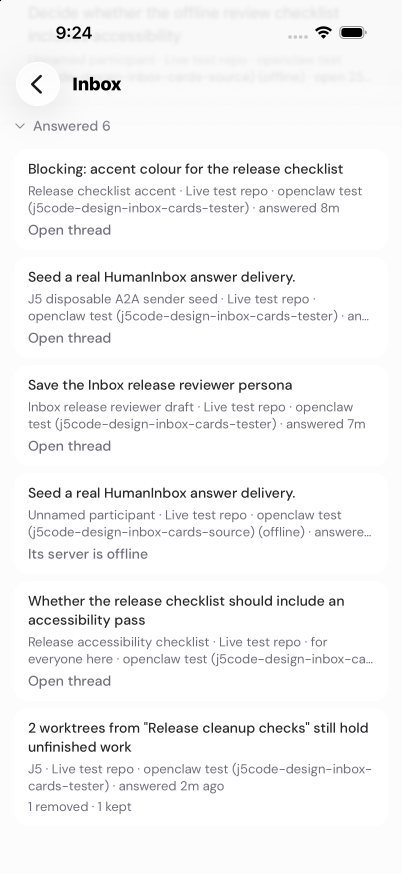 Decide whether the offline review checklist
9:24
Inbox
Answered 6
Blocking: accent colour for the release checklist
Release checklist accent · Live test repo · openclaw test
(j5code-design-inbox-cards-tester) · answered 8m
Open thread
Seed a real HumanInbox answer delivery.
J5 disposable A2A sender seed · Live test repo ·
openclaw test (j5code-design-inbox-cards-tester) · an...
Open thread
Save the Inbox release reviewer persona
Inbox release reviewer draft · Live test repo · openclaw
test (j5code-design-inbox-cards-tester) · answered 7m
Open thread
Seed a real HumanInbox answer delivery.
Unnamed participant · Live test repo · openclaw test
(j5code-design-inbox-cards-source) (offline) · answere...
Its server is offline
Whether the release checklist should include an
accessibility pass
Release accessibility checklist · Live test repo · for
everyone here · openclaw test (j5code-design-inbox-ca...
Open thread
2 worktrees from "Release cleanup checks" still hold
unfinished work
J5 · Live test repo · openclaw test (j5code-design-inbox-
cards-tester) · answered 2m ago
1 removed · 1 kept